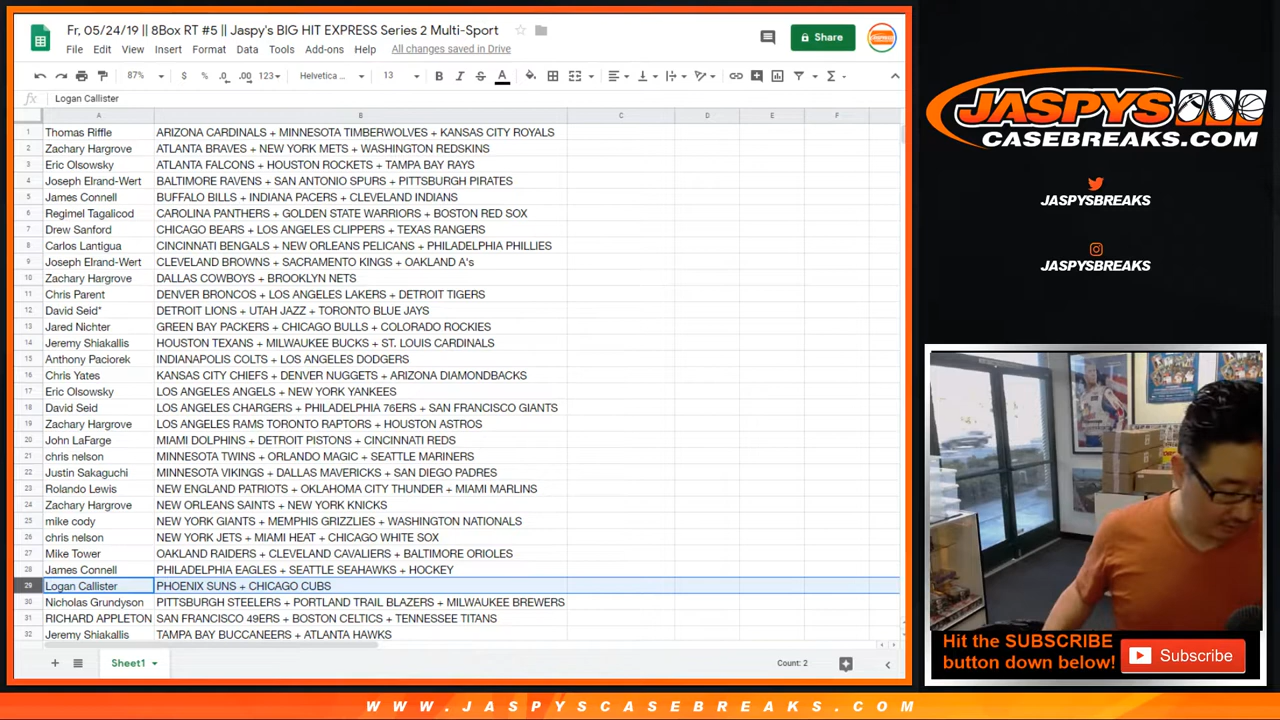 Fr, 05/24/19 || 8Box RT #5 || Jaspy's BIG HIT EXPRESS Series 2 Multi-Sport
File Edit View Insert Format Data Tools Add-ons Help All changes saved in Drive
Share
87% $ % .0 .00 123 Helvetica ... 13 B I S A
fx Logan Callister
A B C D E F
1 Thomas Riffle ARIZONA CARDINALS + MINNESOTA TIMBERWOLVES + KANSAS CITY ROYALS
2 Zachary Hargrove ATLANTA BRAVES + NEW YORK METS + WASHINGTON REDSKINS
3 Eric Olsowsky ATLANTA FALCONS + HOUSTON ROCKETS + TAMPA BAY RAYS
4 Joseph Elrand-Wert BALTIMORE RAVENS + SAN ANTONIO SPURS + PITTSBURGH PIRATES
5 James Connell BUFFALO BILLS + INDIANA PACERS + CLEVELAND INDIANS
6 Regimel Tagalicod CAROLINA PANTHERS + GOLDEN STATE WARRIORS + BOSTON RED SOX
7 Drew Sanford CHICAGO BEARS + LOS ANGELES CLIPPERS + TEXAS RANGERS
8 Carlos Lantigua CINCINNATI BENGALS + NEW ORLEANS PELICANS + PHILADELPHIA PHILLIES
9 Joseph Elrand-Wert CLEVELAND BROWNS + SACRAMENTO KINGS + OAKLAND A's
10 Zachary Hargrove DALLAS COWBOYS + BROOKLYN NETS
11 Chris Parent DENVER BRONCOS + LOS ANGELES LAKERS + DETROIT TIGERS
12 David Seid* DETROIT LIONS + UTAH JAZZ + TORONTO BLUE JAYS
13 Jared Nichter GREEN BAY PACKERS + CHICAGO BULLS + COLORADO ROCKIES
14 Jeremy Shiakallis HOUSTON TEXANS + MILWAUKEE BUCKS + ST. LOUIS CARDINALS
15 Anthony Paciorek INDIANAPOLIS COLTS + LOS ANGELES DODGERS
16 Chris Yates KANSAS CITY CHIEFS + DENVER NUGGETS + ARIZONA DIAMONDBACKS
17 Eric Olsowsky LOS ANGELES ANGELS + NEW YORK YANKEES
18 David Seid LOS ANGELES CHARGERS + PHILADELPHIA 76ERS + SAN FRANCISCO GIANTS
19 Zachary Hargrove LOS ANGELES RAMS TORONTO RAPTORS + HOUSTON ASTROS
20 John LaFarge MIAMI DOLPHINS + DETROIT PISTONS + CINCINNATI REDS
21 chris nelson MINNESOTA TWINS + ORLANDO MAGIC + SEATTLE MARINERS
22 Justin Sakaguchi MINNESOTA VIKINGS + DALLAS MAVERICKS + SAN DIEGO PADRES
23 Rolando Lewis NEW ENGLAND PATRIOTS + OKLAHOMA CITY THUNDER + MIAMI MARLINS
24 Zachary Hargrove NEW ORLEANS SAINTS + NEW YORK KNICKS
25 mike cody NEW YORK GIANTS + MEMPHIS GRIZZLIES + WASHINGTON NATIONALS
26 chris nelson NEW YORK JETS + MIAMI HEAT + CHICAGO WHITE SOX
27 Mike Tower OAKLAND RAIDERS + CLEVELAND CAVALIERS + BALTIMORE ORIOLES
28 James Connell PHILADELPHIA EAGLES + SEATTLE SEAHAWKS + HOCKEY
29 Logan Callister PHOENIX SUNS + CHICAGO CUBS
30 Nicholas Grundyson PITTSBURGH STEELERS + PORTLAND TRAIL BLAZERS + MILWAUKEE BREWERS
31 RICHARD APPLETON SAN FRANCISCO 49ERS + BOSTON CELTICS + TENNESSEE TITANS
32 Jeremy Shiakallis TAMPA BAY BUCCANEERS + ATLANTA HAWKS
Sheet1 Count: 2
JASPYS
CASEBREAKS.COM
JASPYSBREAKS
JASPYSBREAKS
Hit the SUBSCRIBE
button down below!
Subscribe
WWW.JASPYSCASEBREAKS.COM